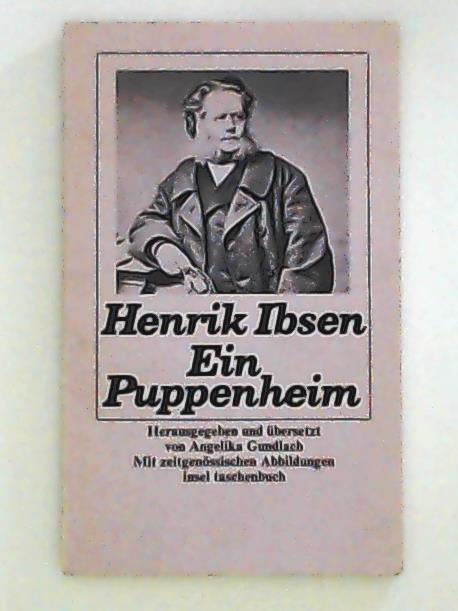 Henrik Ibsen
Ein
Puppenheim
Herausgegeben und übersetzt
von Angelika Gundlach
Mit zeitgenössischen Abbildungen
insel taschenbuch